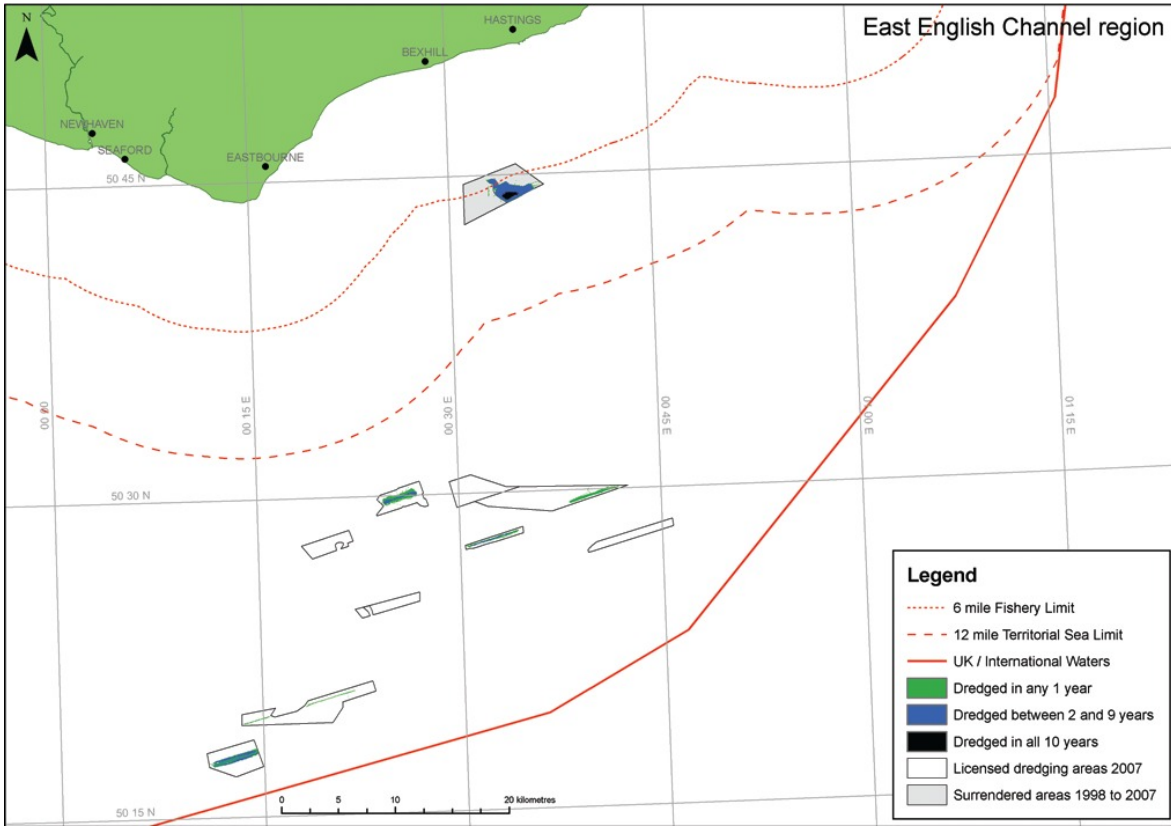 East English Channel region
N
HASTINGS
BEXHILL
NEWHAVEN
SEAFORD
EASTBOURNE
50 45 N
00 00
00 15 E
00 30 E
00 45 E
01 00 E
01 15 E
50 30 N
50 15 N
0 5 10 20 kilometres
Legend
6 mile Fishery Limit
12 mile Territorial Sea Limit
UK / International Waters
Dredged in any 1 year
Dredged between 2 and 9 years
Dredged in all 10 years
Licensed dredging areas 2007
Surrendered areas 1998 to 2007